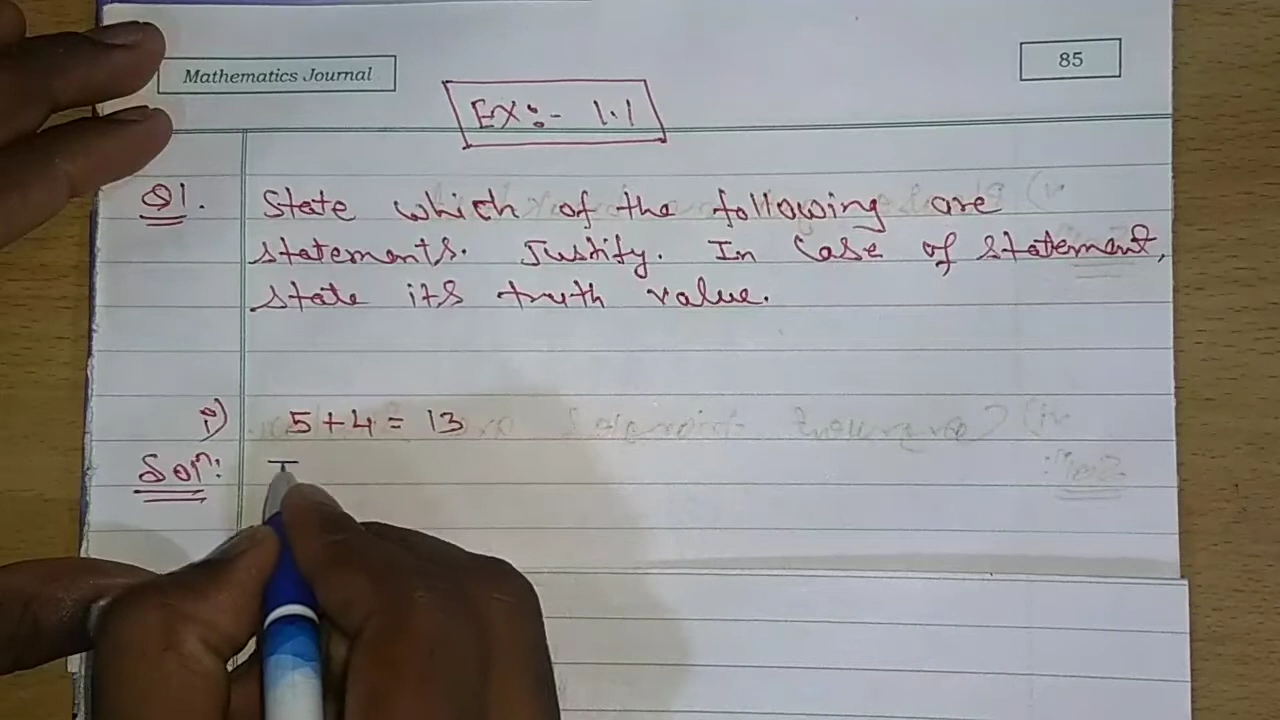 Mathematics Journal
85
Ex:- 1.1
Q1. State which of the following are
statements. Justify. In case of statement,
state its truth value.
i) 5+4= 13
Solⁿ: